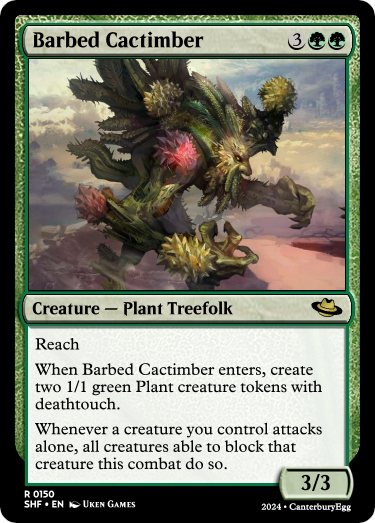 Barbed Cactimber 3
Creature — Plant Treefolk
Reach
When Barbed Cactimber enters, create
two 1/1 green Plant creature tokens with
deathtouch.
Whenever a creature you control attacks
alone, all creatures able to block that
creature this combat do so.
3/3
R 0150
SHF • EN Uken Games
2024 • CanterburyEgg